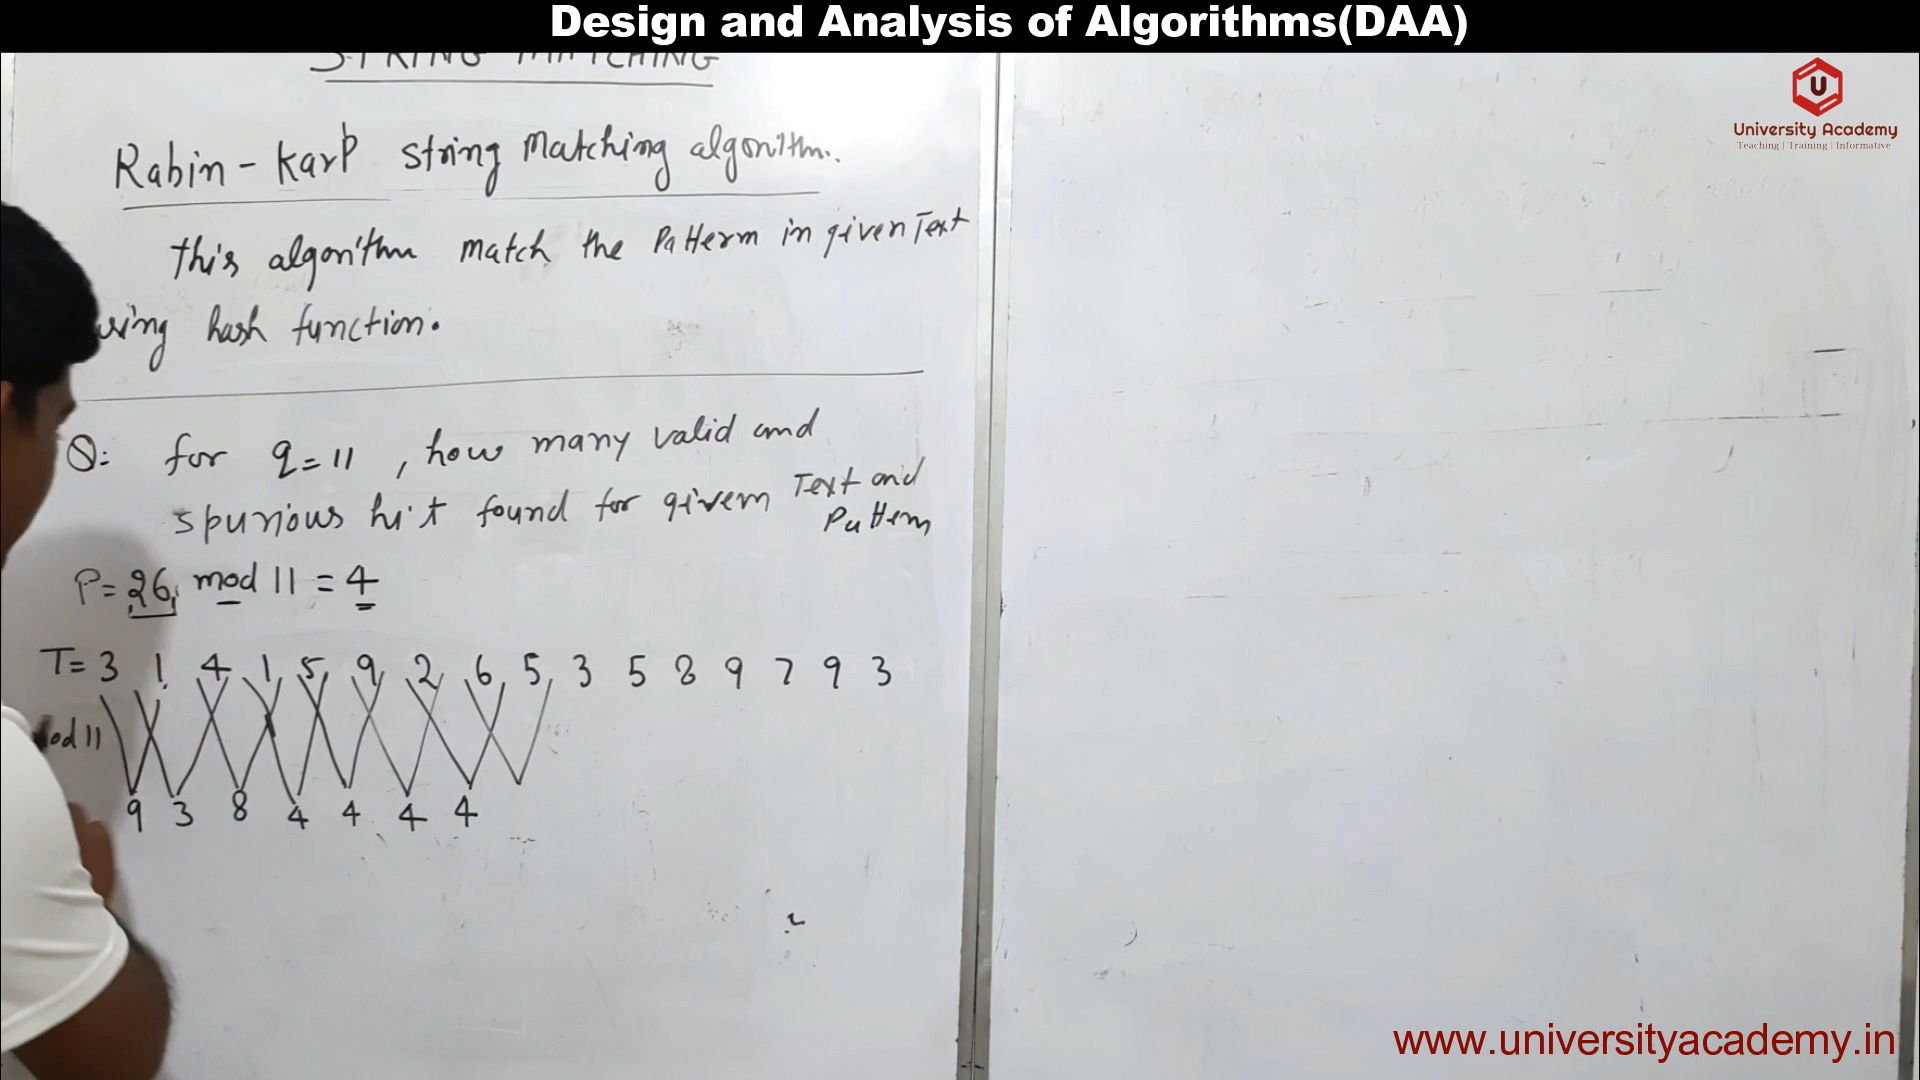 Design and Analysis of Algorithms(DAA)
STRING MATCHING
U
University Academy
Teaching | Training | Informative
Rabin - Karp string Matching algorithm.
this algorithm match the Pattern in given Text
using hash function.
Q: for q = 11 , how many valid and
spurious hit found for given Text and
Pattern
P = 26 mod 11 = 4
T= 3 1 4 1 5 9 2 6 5 3 5 8 9 7 9 3
mod 11
9 3 8 4 4 4 4
www.universityacademy.in